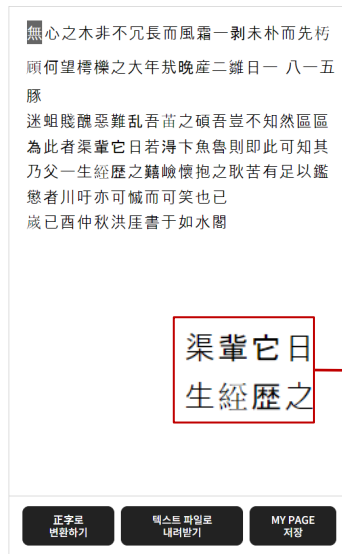 無心之木非不冗長而風霜一剥未朴而先朽
顧何望樗櫟之大年㱓晩産二雛日一 八一五
豚
迷蛆賤醜惡難乱吾苗之碩吾豈不知然區區
為此者渠輩它日若淂卞魚魯則即此可知其
乃父一生經歷之囏嶮懷抱之耿苦有足以鑑
懲者川吁亦可慽而可笑也已
歲已酉仲秋洪厓書于如水閣
渠輩它日
生経歴之
正字로
변환하기
텍스트 파일로
내려받기
MY PAGE
저장